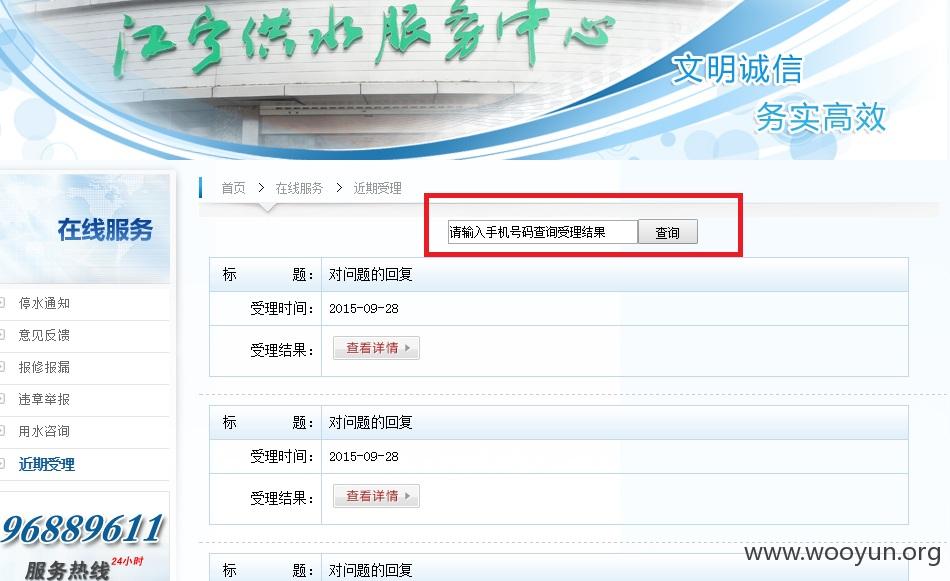 江宁供水服务中心
文明诚信
务实高效
首页 > 在线服务 > 近期受理
在线服务
请输入手机号码查询受理结果 查询
标 题： 对问题的回复
受理时间： 2015-09-28
受理结果： 查看详情
停水通知
意见反馈
报修报漏
违章举报
用水咨询
近期受理
标 题： 对问题的回复
受理时间： 2015-09-28
受理结果： 查看详情
96889611
24小时
服务热线
标 题： 对问题的回复
www.wooyun.org